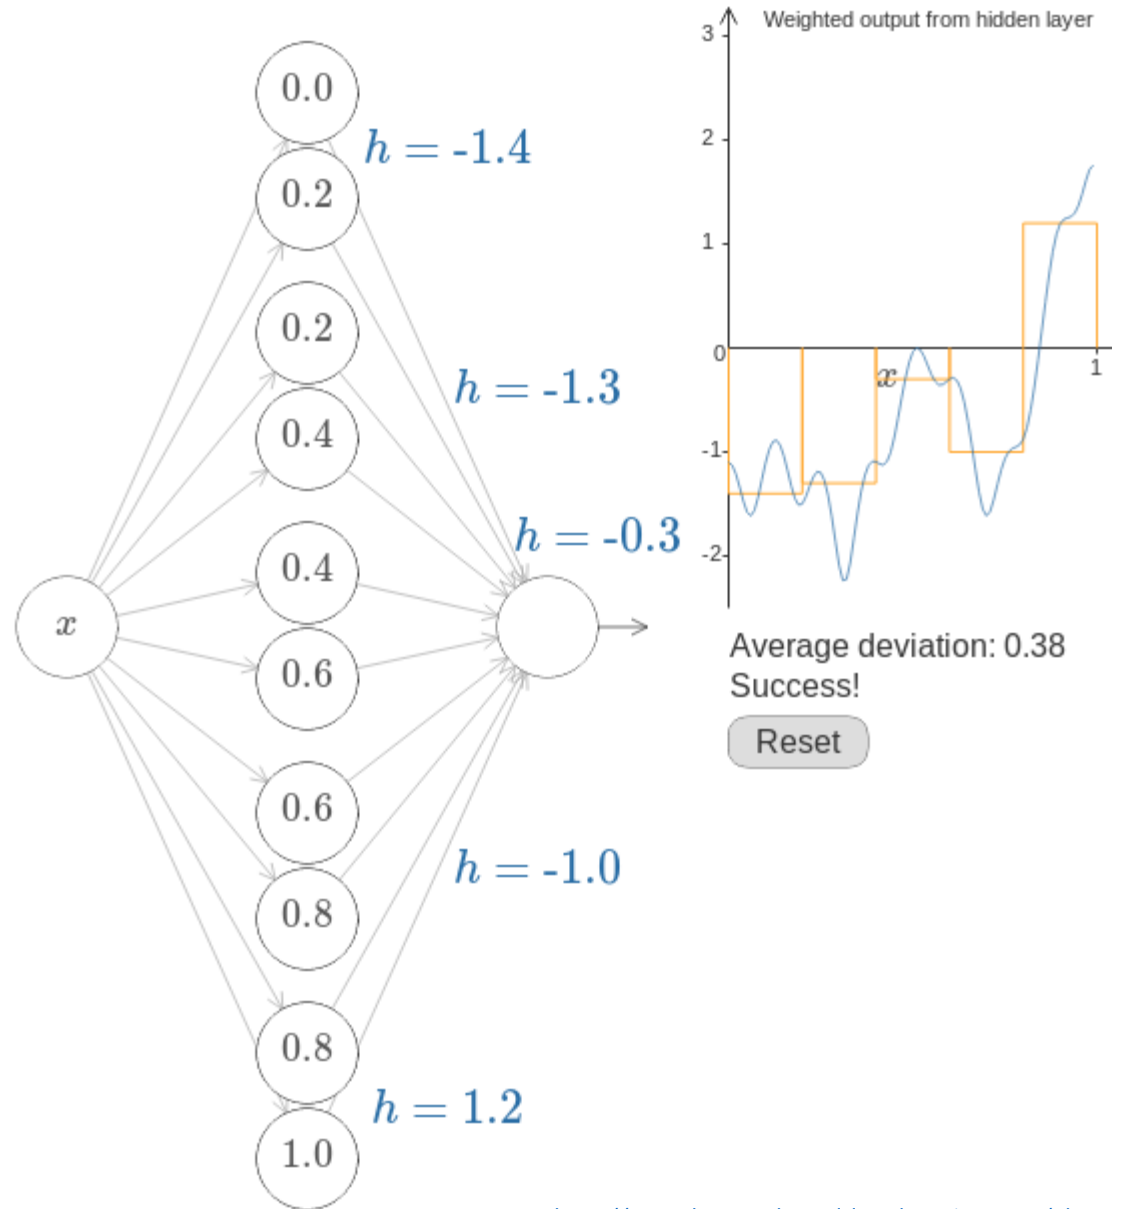 0.0
h = -1.4
0.2
0.2
h = -1.3
0.4
h = -0.3
0.4
x
0.6
0.6
h = -1.0
0.8
0.8
h = 1.2
1.0
Weighted output from hidden layer
3
2
1
0
x
1
-1
-2
Average deviation: 0.38
Success!
Reset